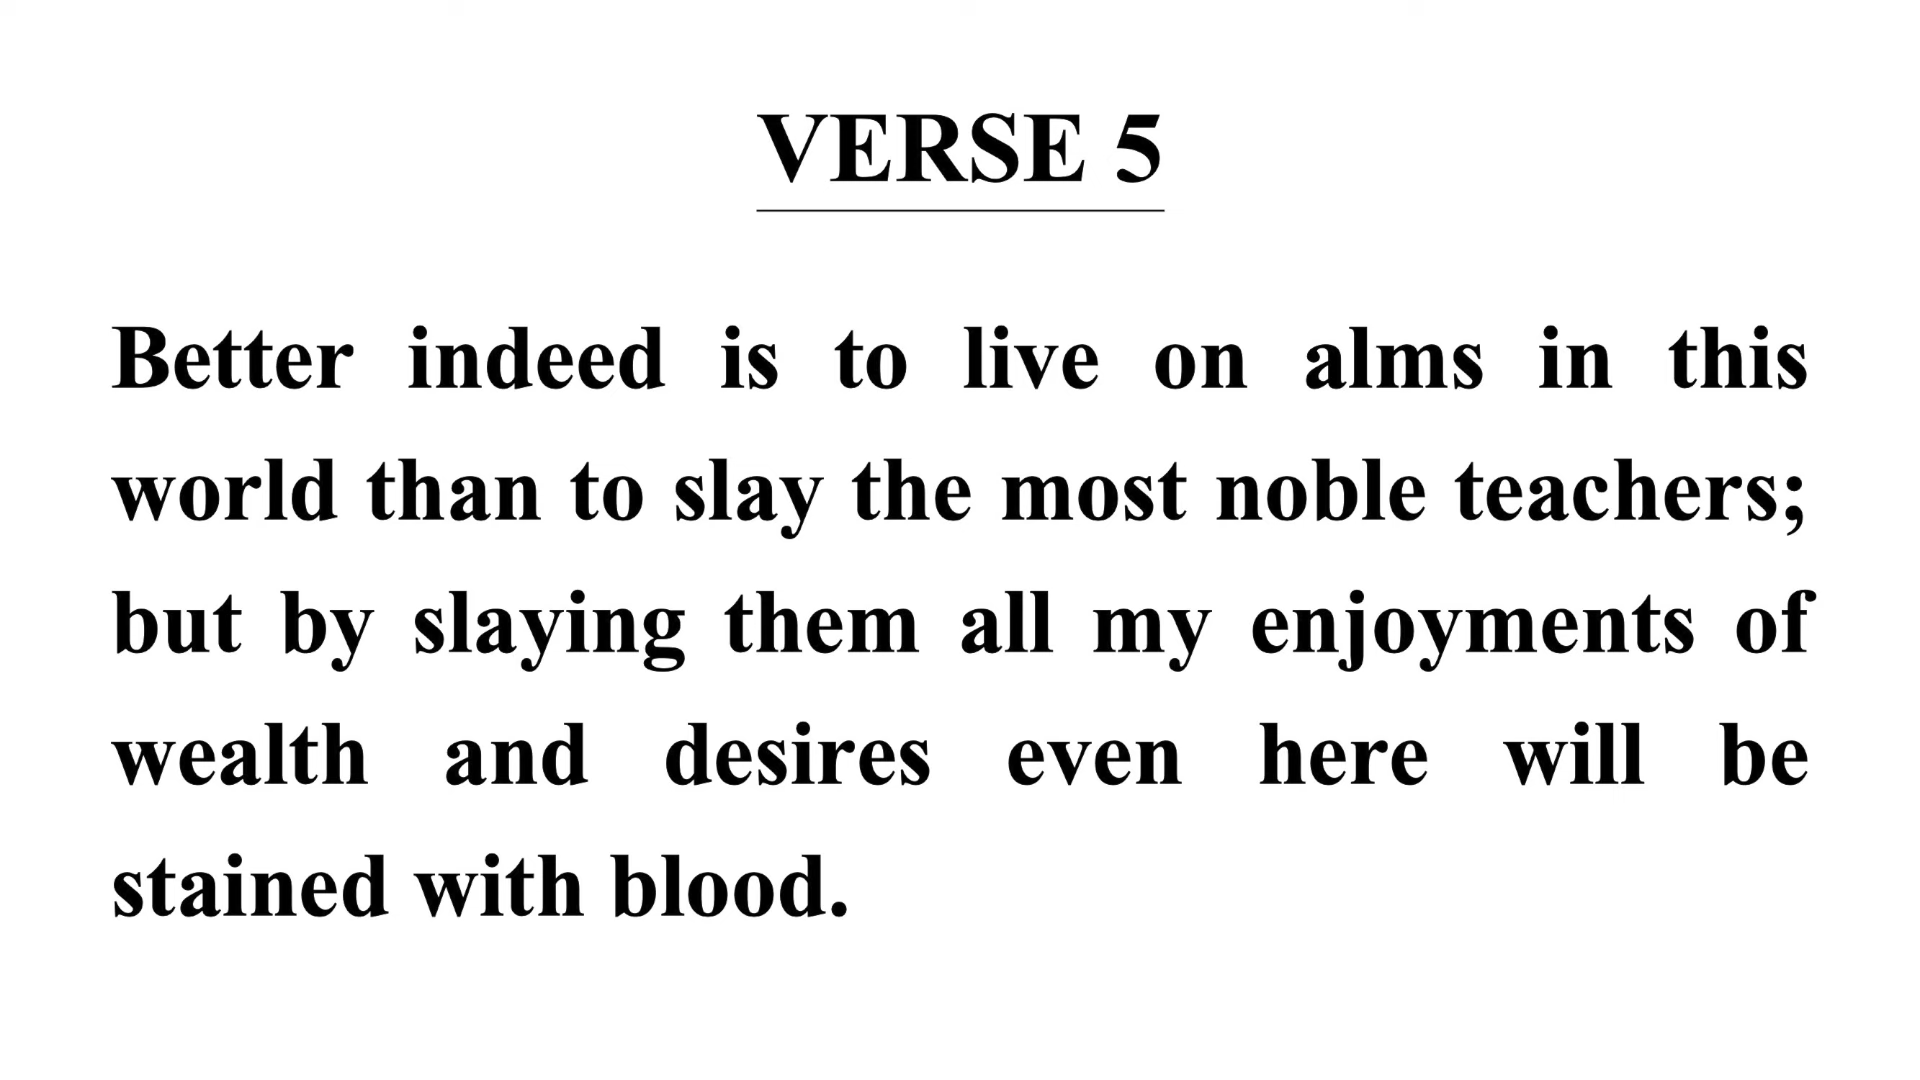 VERSE 5
Better indeed is to live on alms in this
world than to slay the most noble teachers;
but by slaying them all my enjoyments of
wealth and desires even here will be
stained with blood.